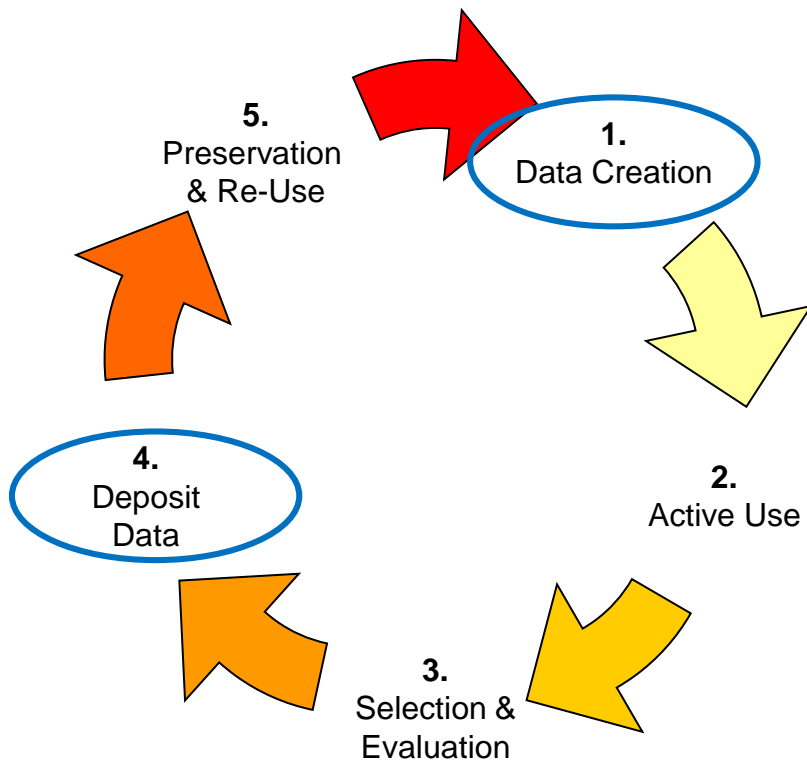 1.
Data Creation
2.
Active Use
3.
Selection &
Evaluation
4.
Deposit
Data
5.
Preservation
& Re-Use